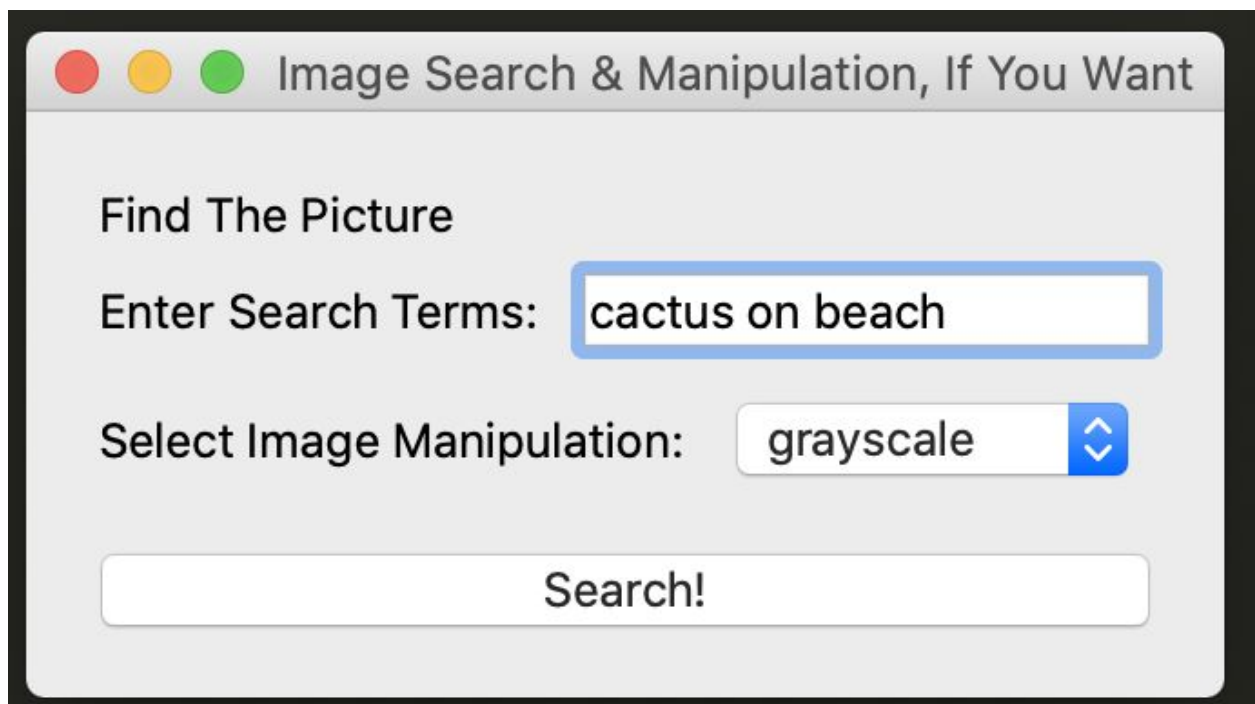 Image Search & Manipulation, If You Want
Find The Picture
Enter Search Terms: cactus on beach
Select Image Manipulation: grayscale
Search!